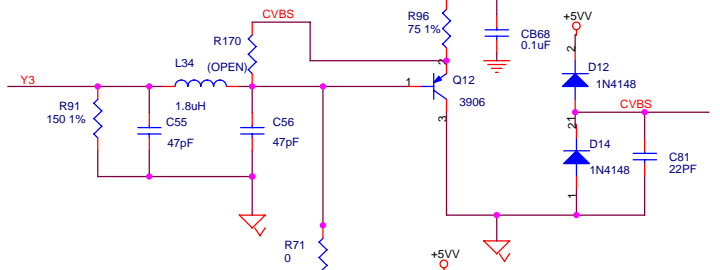 CVBS
R96
75 1%
+5VV
R170
CB68
0.1uF
2
2
D12
L34
(OPEN)
1N4148
Y3
1
Q12
R91
150 1%
1.8uH
3906
CVBS
C55
C56
3
21
47pF
47pF
D14
1N4148
C81
22PF
1
R71
0
+5VV